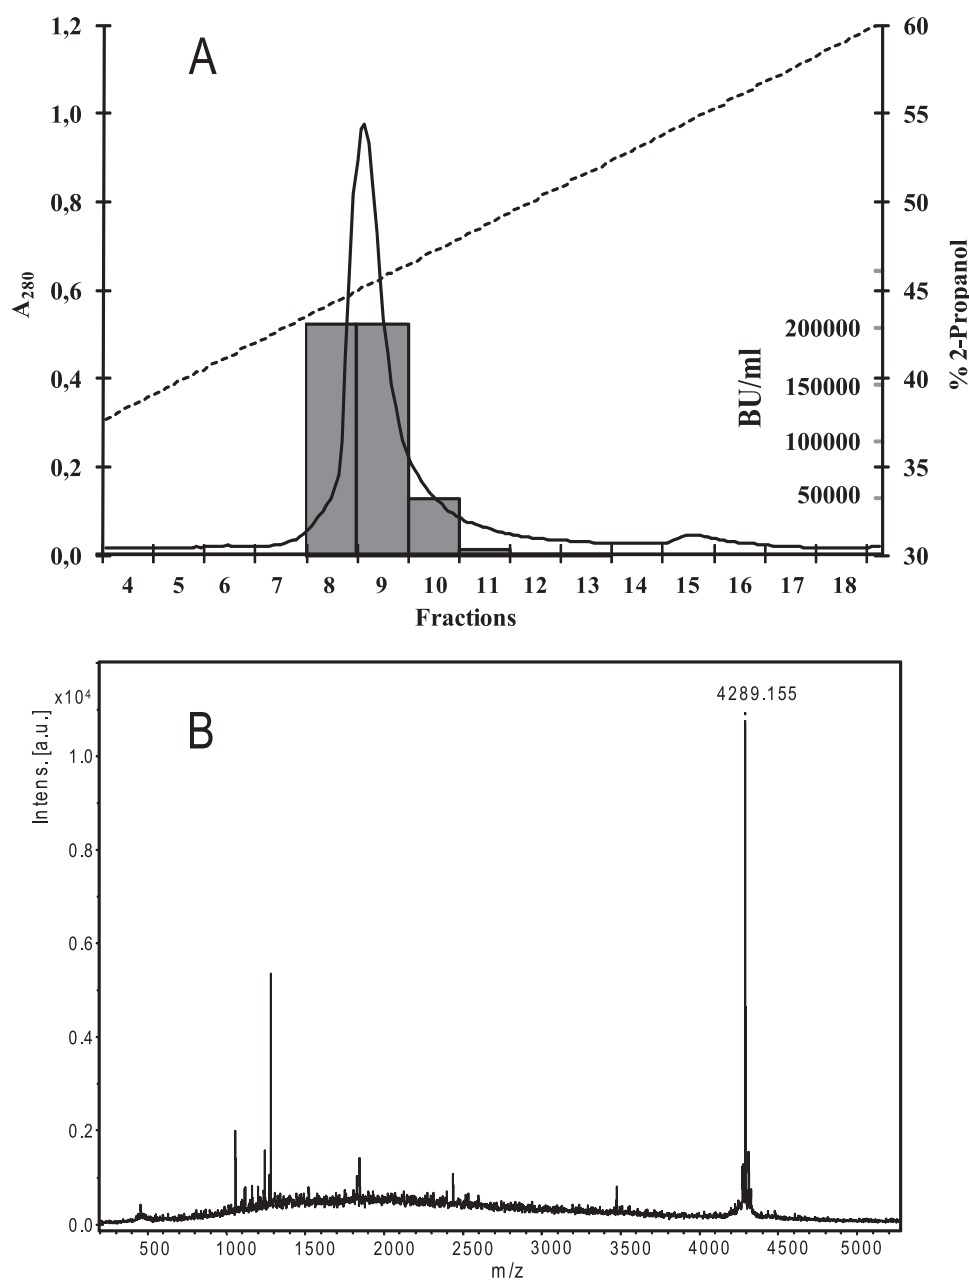 A
1,2
1,0
0,8
0,6
0,4
0,2
0,0
A280
60
55
50
45
40
35
30
% 2-Propanol
BU/ml
200000
150000
100000
50000
4 5 6 7 8 9 10 11 12 13 14 15 16 17 18
Fractions
B
x10⁴
4289.155
Intens. [a.u.]
1.0
0.8
0.6
0.4
0.2
0.0
500 1000 1500 2000 2500 3000 3500 4000 4500 5000
m/z